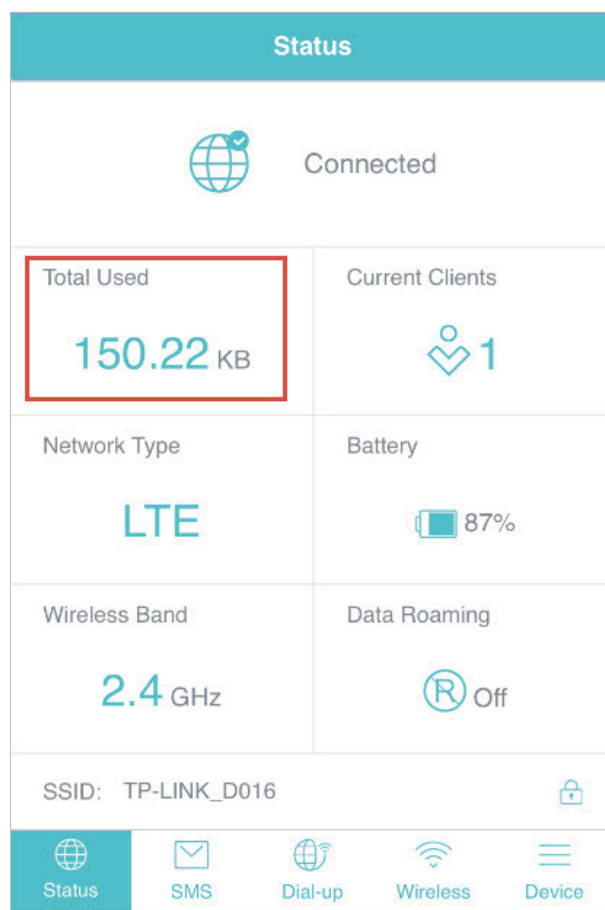 Status
Connected
Total Used
150.22 KB
Current Clients
1
Network Type
LTE
Battery
87%
Wireless Band
2.4 GHz
Data Roaming
R Off
SSID: TP-LINK_D016
Status SMS Dial-up Wireless Device